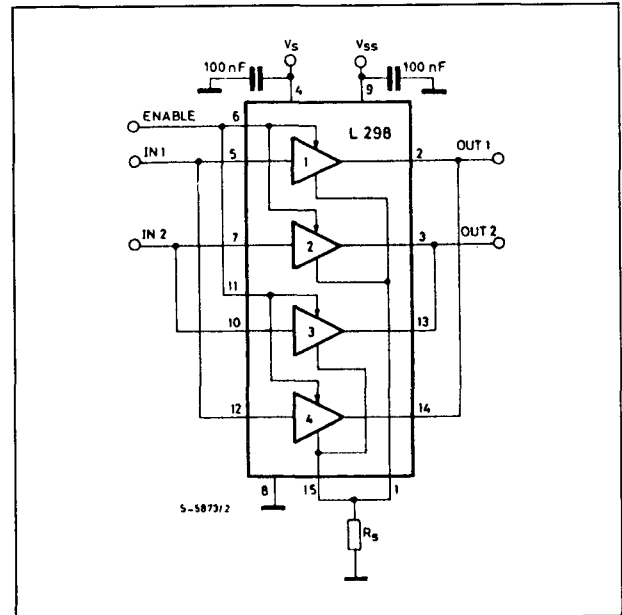 Vs Vss
100 nF 100 nF
4 9
ENABLE 6 L 298
IN 1 5 1 2 OUT 1
IN 2 7 2 3 OUT 2
11
10 3 13
12 4 14
8 15 1
S-5873/2
Rs